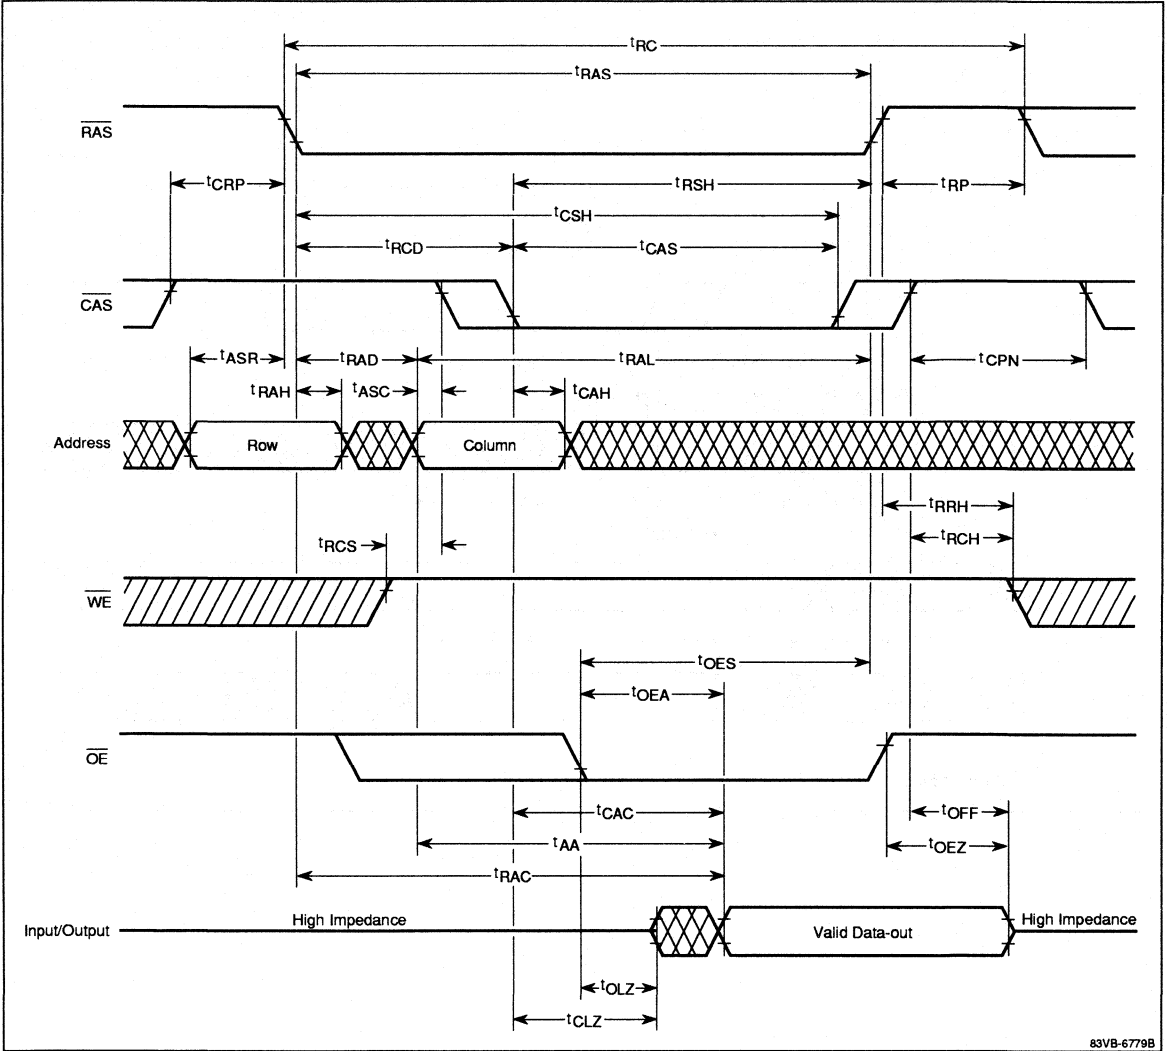 tRC
tRAS
RAS
tCRP
tRSH
tRP
tCSH
tRCD
tCAS
CAS
tASR
tRAD
tRAL
tCPN
tRAH
tASC
tCAH
Address
Row
Column
tRRH
tRCS
tRCH
WE
tOES
tOEA
OE
tCAC
tOFF
tAA
tOEZ
tRAC
High Impedance
High Impedance
Input/Output
Valid Data-out
tOLZ
tCLZ
83VB-6779B